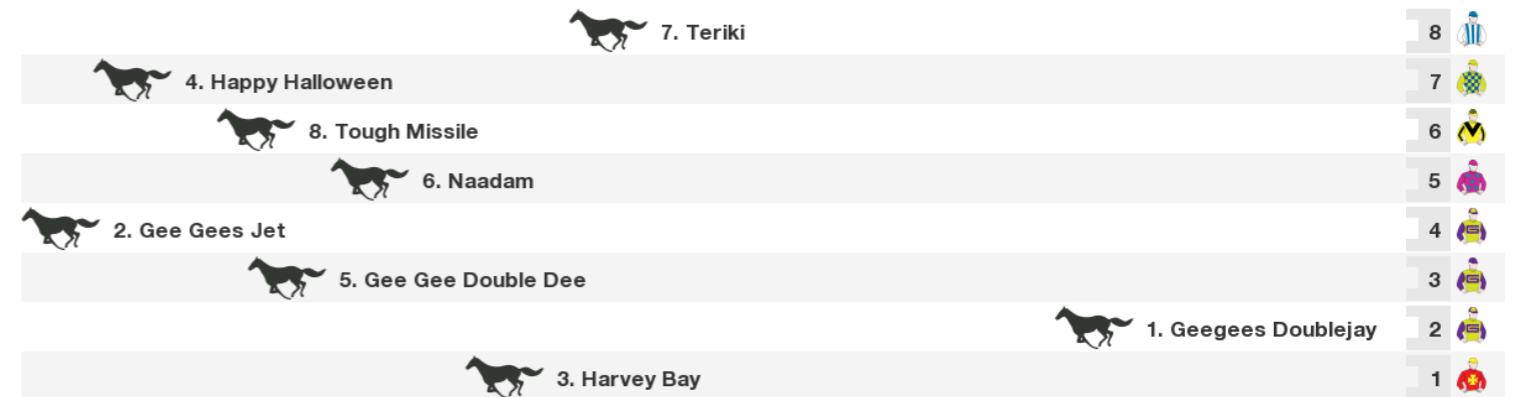 7. Teriki 8
4. Happy Halloween 7
8. Tough Missile 6
6. Naadam 5
2. Gee Gees Jet 4
5. Gee Gee Double Dee 3
1. Geegees Doublejay 2
3. Harvey Bay 1